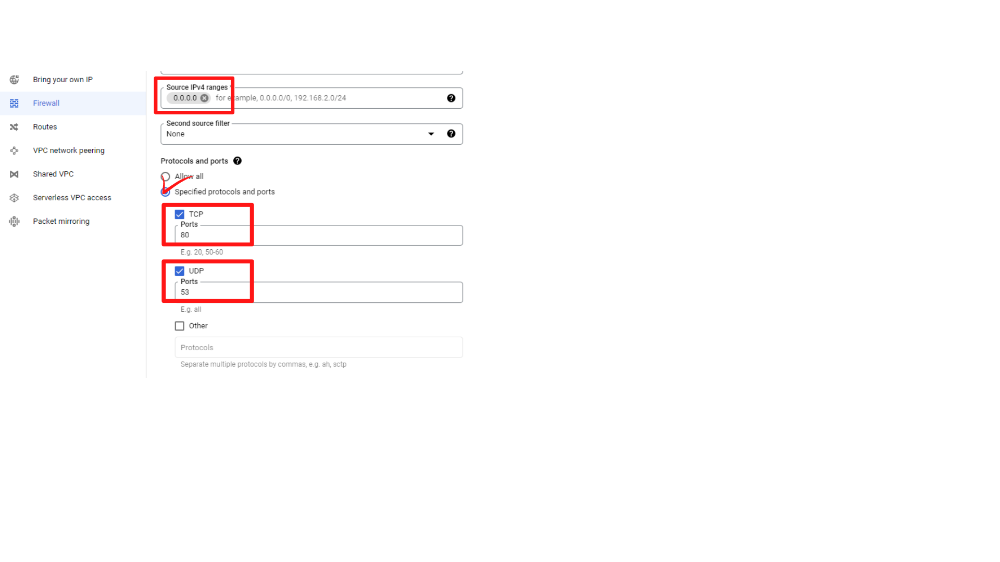 Bring your own IP
Firewall
Routes
VPC network peering
Shared VPC
Serverless VPC access
Packet mirroring
Source IPv4 ranges
0.0.0.0 for example, 0.0.0.0/0, 192.168.2.0/24
Second source filter
None
Protocols and ports
Allow all
Specified protocols and ports
TCP
Ports
80
E.g. 20, 50-60
UDP
Ports
53
E.g. all
Other
Protocols
Separate multiple protocols by commas, e.g. ah, sctp